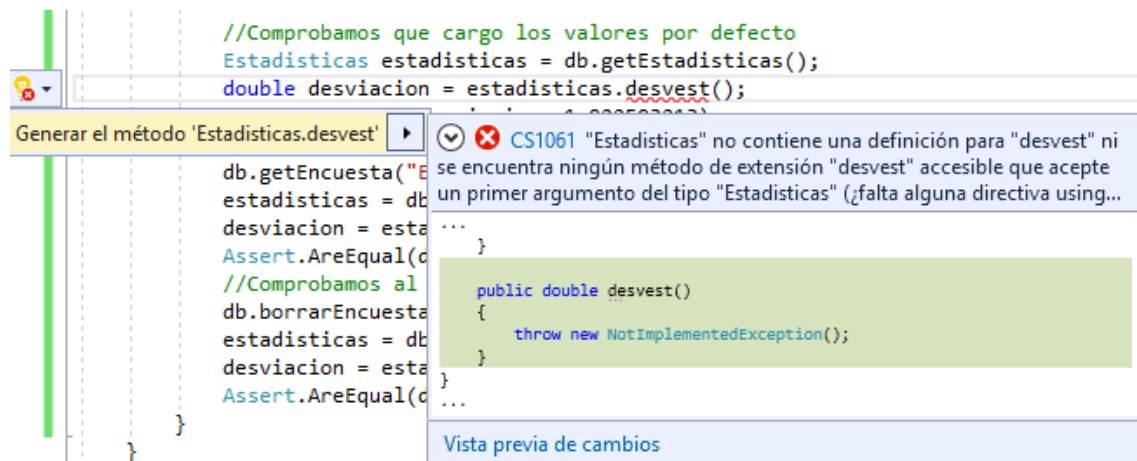 //Comprobamos que cargo los valores por defecto
Estadisticas estadisticas = db.getEstadisticas();
double desviacion = estadisticas.desvest();
Generar el método 'Estadisticas.desvest'
CS1061 "Estadisticas" no contiene una definición para "desvest" ni
se encuentra ningún método de extensión "desvest" accesible que acepte
un primer argumento del tipo "Estadisticas" (¿falta alguna directiva using...
db.getEncuesta("E
estadisticas = db
desviacion = esta
Assert.AreEqual(d
//Comprobamos al
db.borrarEncuesta
estadisticas = db
desviacion = esta
Assert.AreEqual(d
}
}
...
}
public double desvest()
{
throw new NotImplementedException();
}
}
...
Vista previa de cambios